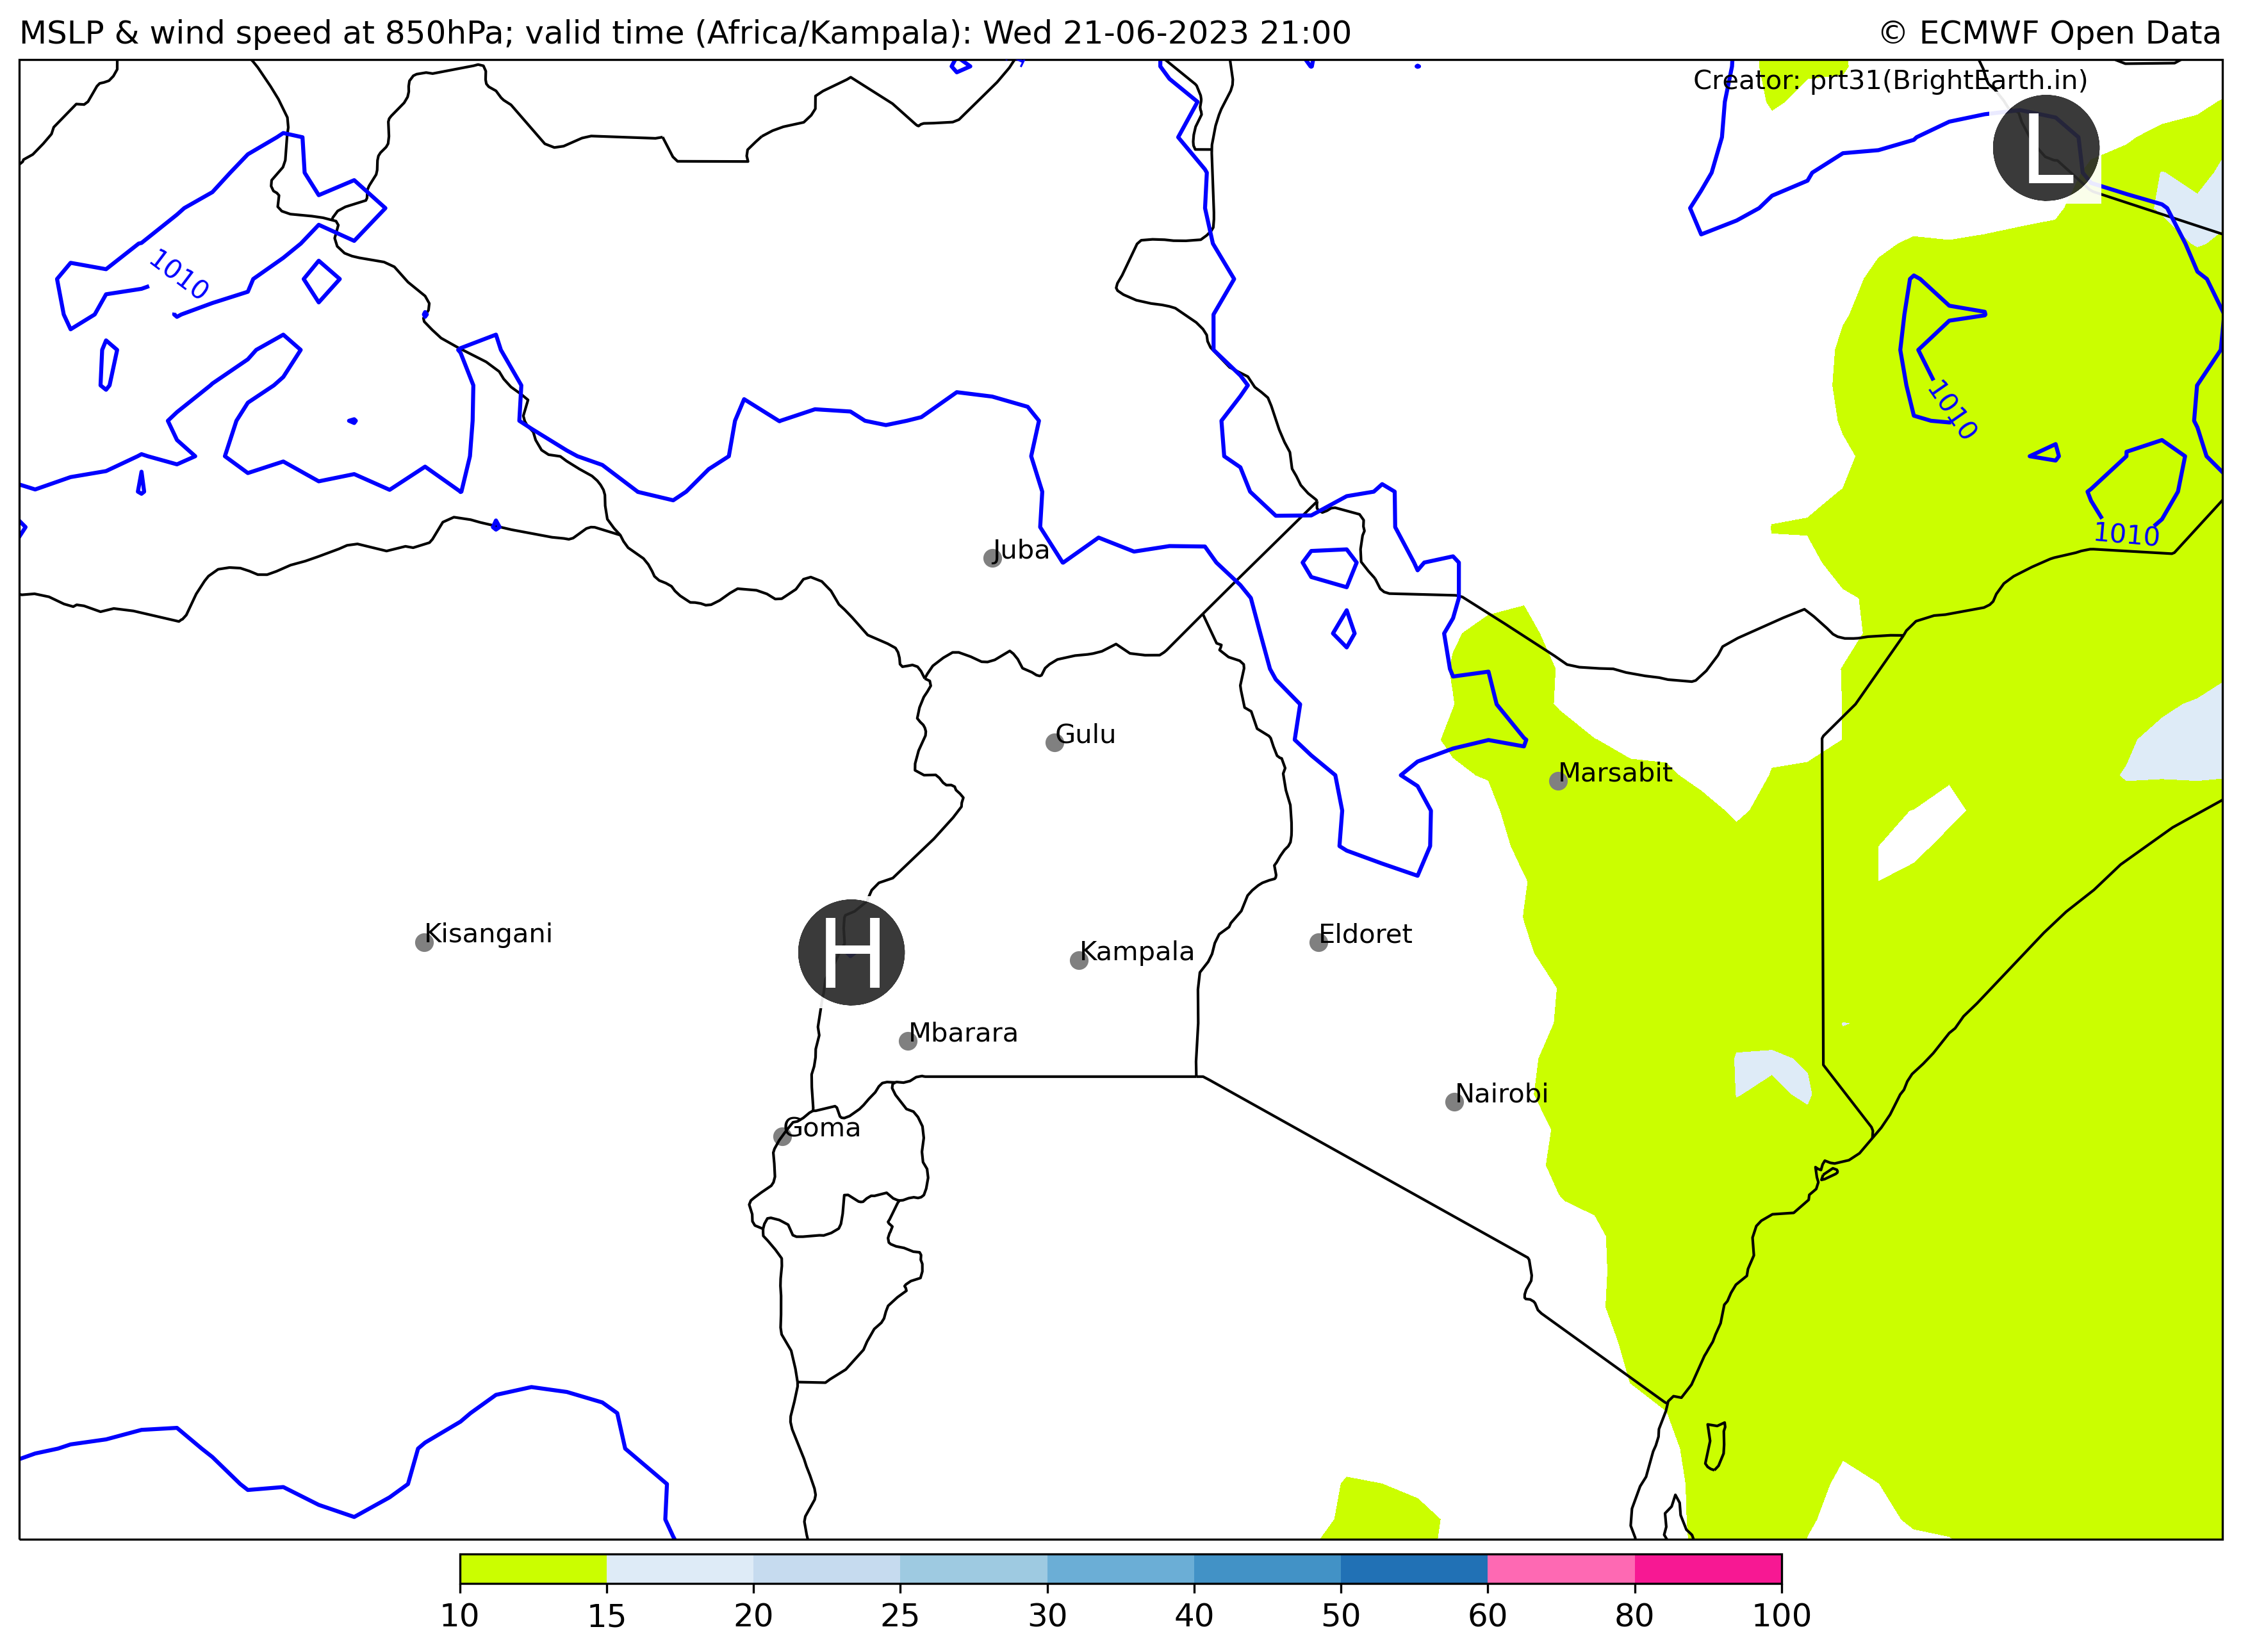 MSLP & wind speed at 850hPa; valid time (Africa/Kampala): Wed 21-06-2023 21:00
© ECMWF Open Data
Creator: prt31(BrightEarth.in)
L
1010
1010
1010
Juba
Gulu
Marsabit
Kisangani
H
Kampala
Eldoret
Mbarara
Nairobi
Goma
10 15 20 25 30 40 50 60 80 100